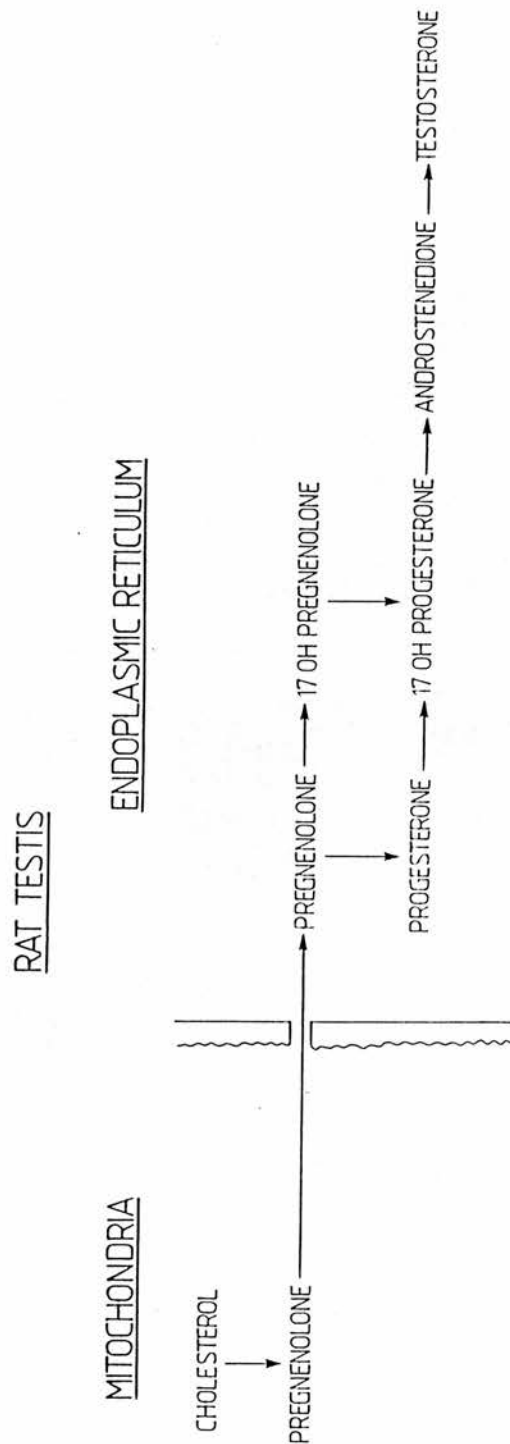 RAT TESTIS
MITOCHONDRIA
ENDOPLASMIC RETICULUM
CHOLESTEROL
PREGNENOLONE
PREGNENOLONE
17 OH PREGNENOLONE
PROGESTERONE
17 OH PROGESTERONE
ANDROSTENEDIONE
TESTOSTERONE